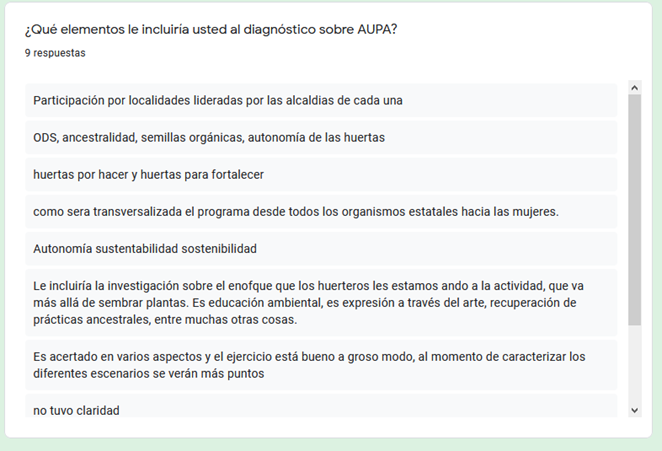 ¿Qué elementos le incluiría usted al diagnóstico sobre AUPA?
9 respuestas
Participación por localidades lideradas por las alcaldias de cada una
ODS, ancestralidad, semillas orgánicas, autonomía de las huertas
huertas por hacer y huertas para fortalecer
como sera transversalizada el programa desde todos los organismos estatales hacia las mujeres.
Autonomía sustentabilidad sostenibilidad
Le incluiría la investigación sobre el enofque que los huerteros les estamos ando a la actividad, que va
más allá de sembrar plantas. Es educación ambiental, es expresión a través del arte, recuperación de
prácticas ancestrales, entre muchas otras cosas.
Es acertado en varios aspectos y el ejercicio está bueno a groso modo, al momento de caracterizar los
diferentes escenarios se verán más puntos
no tuvo claridad